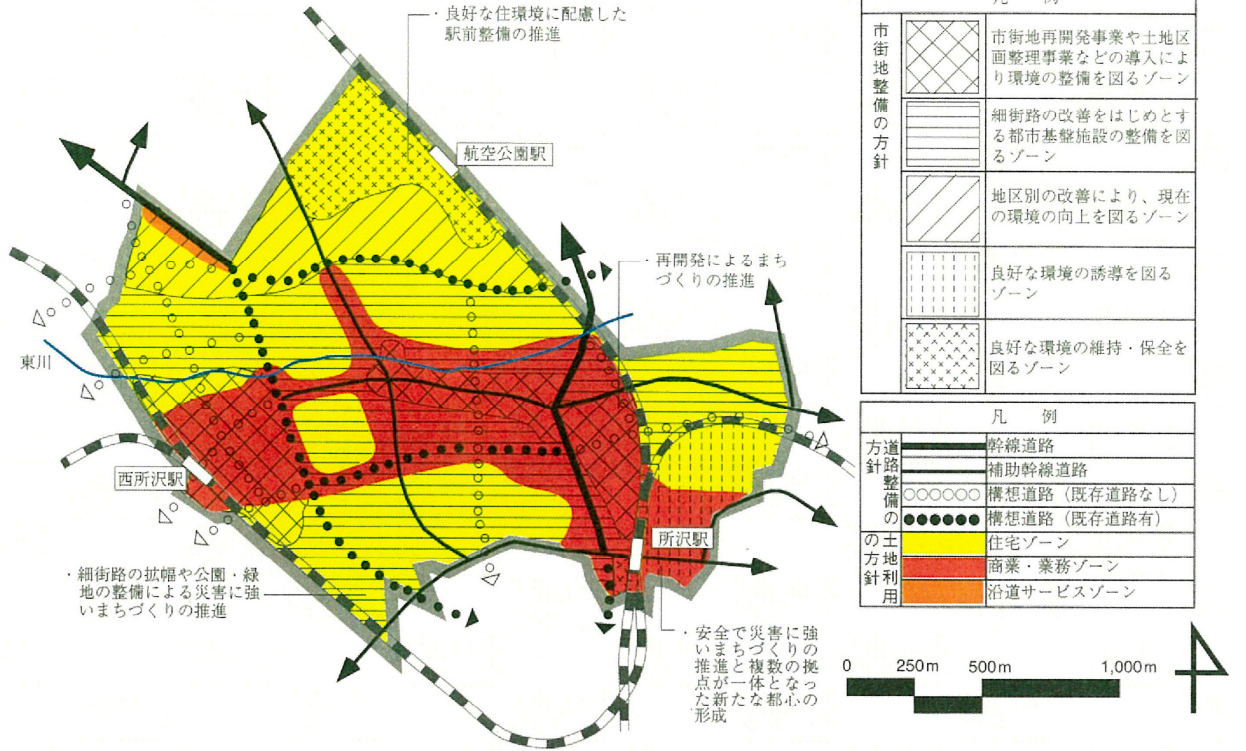 ・良好な住環境に配慮した
駅前整備の推進
航空公園駅
・再開発によるまち
づくりの推進
東川
西所沢駅
所沢駅
・細街路の拡幅や公園・緑
地の整備による災害に強
いまちづくりの推進
・安全で災害に強
いまちづくりの
推進と複数の拠
点が一体となっ
た新たな都心の
形成
凡 例
市街地整備の方針
市街地再開発事業や土地区
画整理事業などの導入によ
り環境の整備を図るゾーン
細街路の改善をはじめとす
る都市基盤施設の整備を図
るゾーン
地区別の改善により、現在
の環境の向上を図るゾーン
良好な環境の誘導を図る
ゾーン
良好な環境の維持・保全を
図るゾーン
凡 例
道路整備の方針
幹線道路
補助幹線道路
構想道路（既存道路なし）
構想道路（既存道路有）
土地利用の方針
住宅ゾーン
商業・業務ゾーン
沿道サービスゾーン
0 250m 500m 1,000m